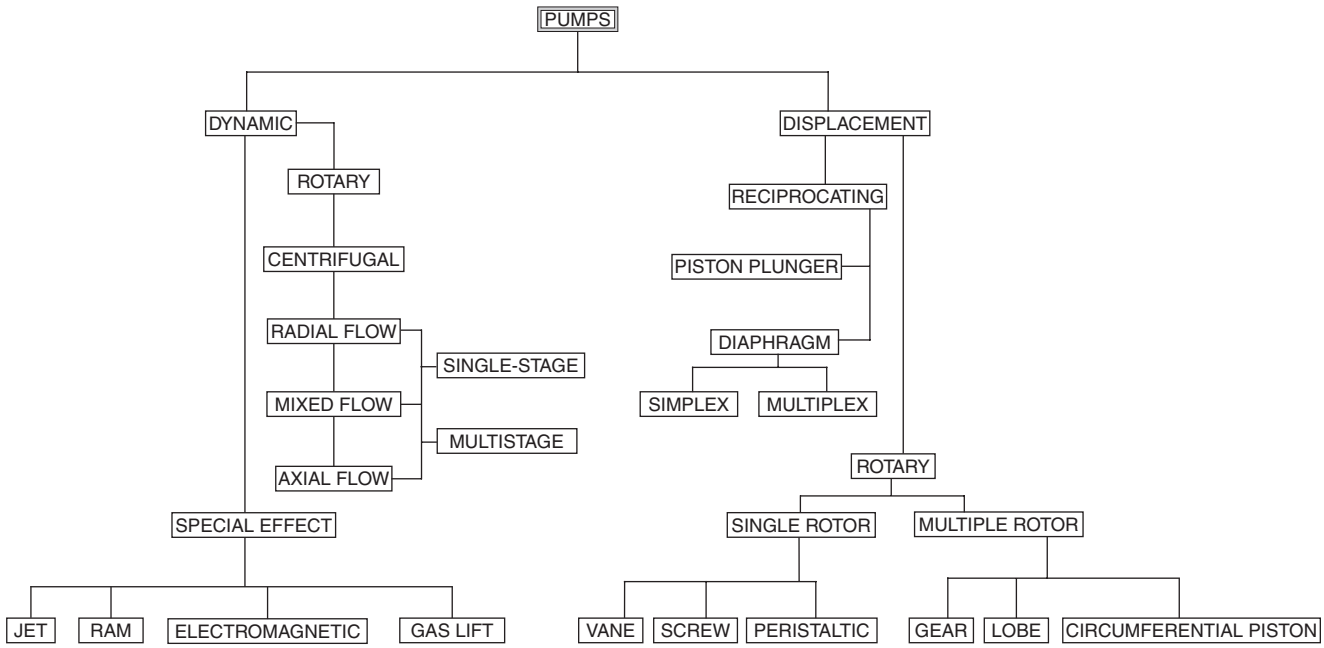 PUMPS
DYNAMIC
DISPLACEMENT
ROTARY
RECIPROCATING
CENTRIFUGAL
PISTON PLUNGER
RADIAL FLOW
DIAPHRAGM
SINGLE-STAGE
MIXED FLOW
SIMPLEX
MULTIPLEX
MULTISTAGE
AXIAL FLOW
ROTARY
SPECIAL EFFECT
SINGLE ROTOR
MULTIPLE ROTOR
JET
RAM
ELECTROMAGNETIC
GAS LIFT
VANE
SCREW
PERISTALTIC
GEAR
LOBE
CIRCUMFERENTIAL PISTON